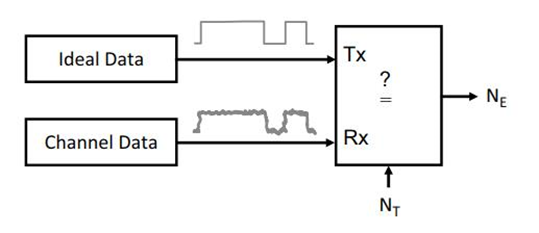 Ideal Data
Tx
?
=
N_E
Channel Data
Rx
N_T